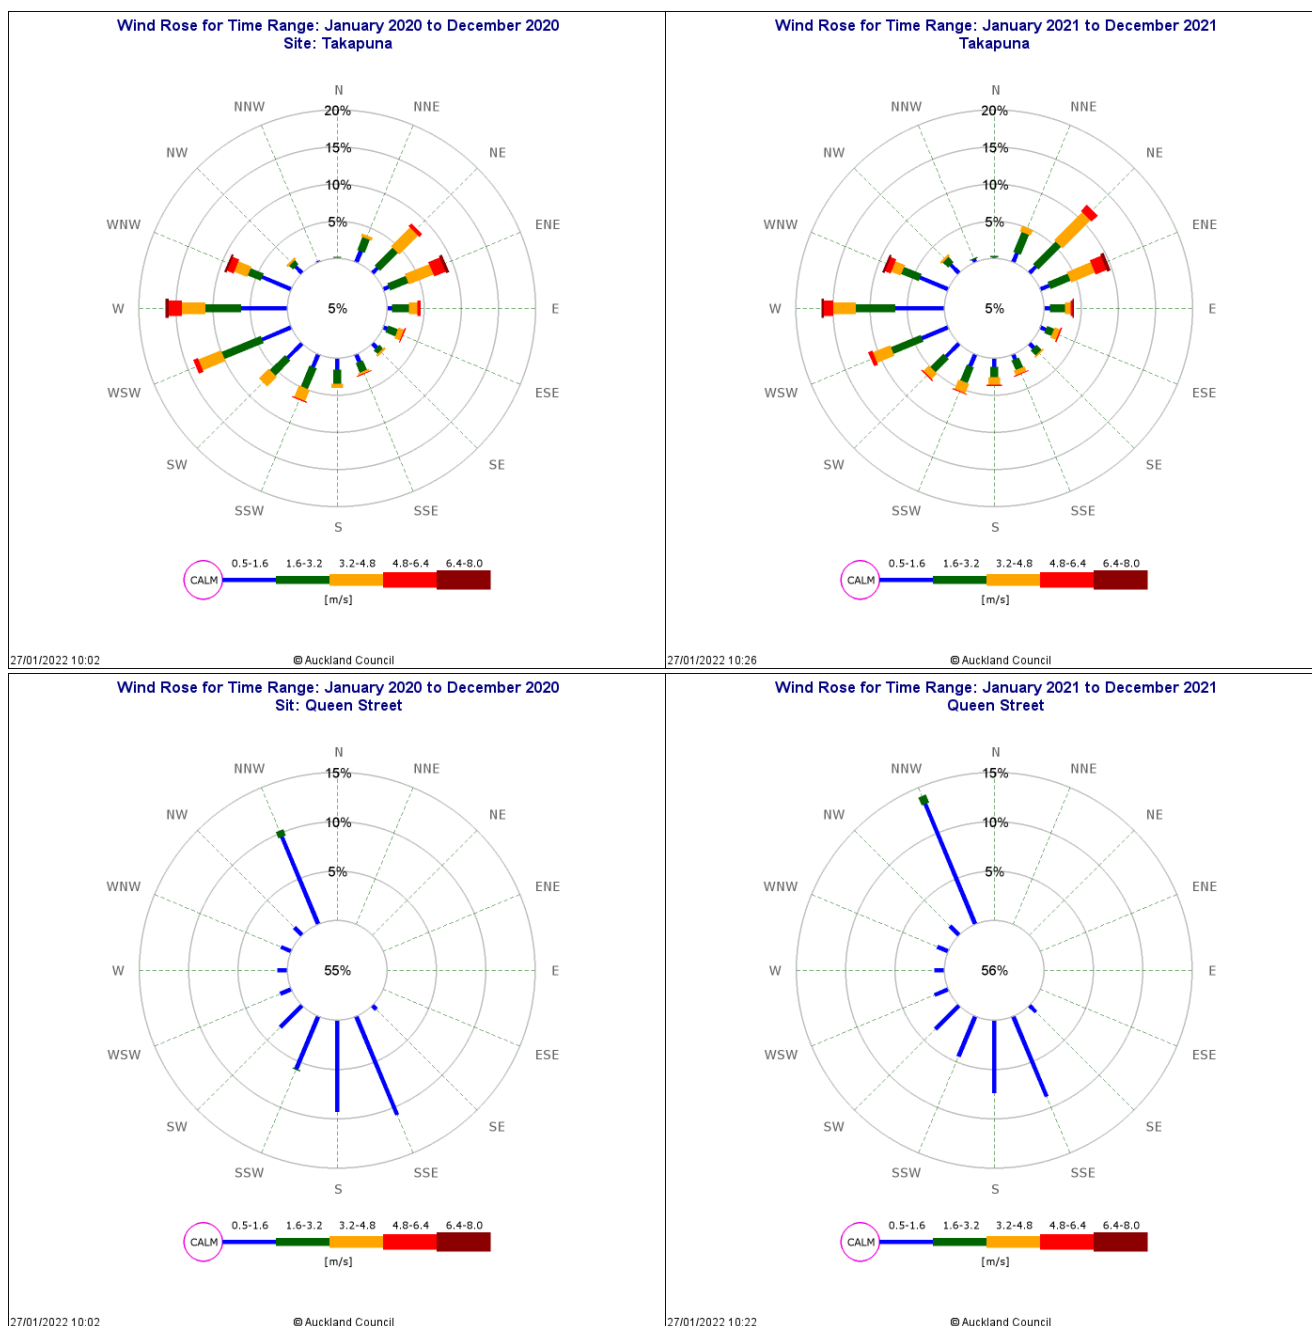 Wind Rose for Time Range: January 2020 to December 2020
Site: Takapuna
N
NNW
NNE
20%
NW
15%
NE
10%
WNW
5%
ENE
W
5%
E
WSW
ESE
SW
SE
SSW
SSE
S
0.5-1.6 1.6-3.2 3.2-4.8 4.8-6.4 6.4-8.0
CALM
[m/s]
27/01/2022 10:02
© Auckland Council
Wind Rose for Time Range: January 2021 to December 2021
Takapuna
N
NNW
NNE
20%
NW
15%
NE
10%
WNW
5%
ENE
W
5%
E
WSW
ESE
SW
SE
SSW
SSE
S
0.5-1.6 1.6-3.2 3.2-4.8 4.8-6.4 6.4-8.0
CALM
[m/s]
27/01/2022 10:26
© Auckland Council
Wind Rose for Time Range: January 2020 to December 2020
Sit: Queen Street
N
NNW
NNE
15%
NW
NE
10%
WNW
5%
ENE
W
55%
E
WSW
ESE
SW
SE
SSW
SSE
S
0.5-1.6 1.6-3.2 3.2-4.8 4.8-6.4 6.4-8.0
CALM
[m/s]
27/01/2022 10:02
© Auckland Council
Wind Rose for Time Range: January 2021 to December 2021
Queen Street
N
NNW
NNE
15%
NW
NE
10%
WNW
5%
ENE
W
56%
E
WSW
ESE
SW
SE
SSW
SSE
S
0.5-1.6 1.6-3.2 3.2-4.8 4.8-6.4 6.4-8.0
CALM
[m/s]
27/01/2022 10:22
© Auckland Council